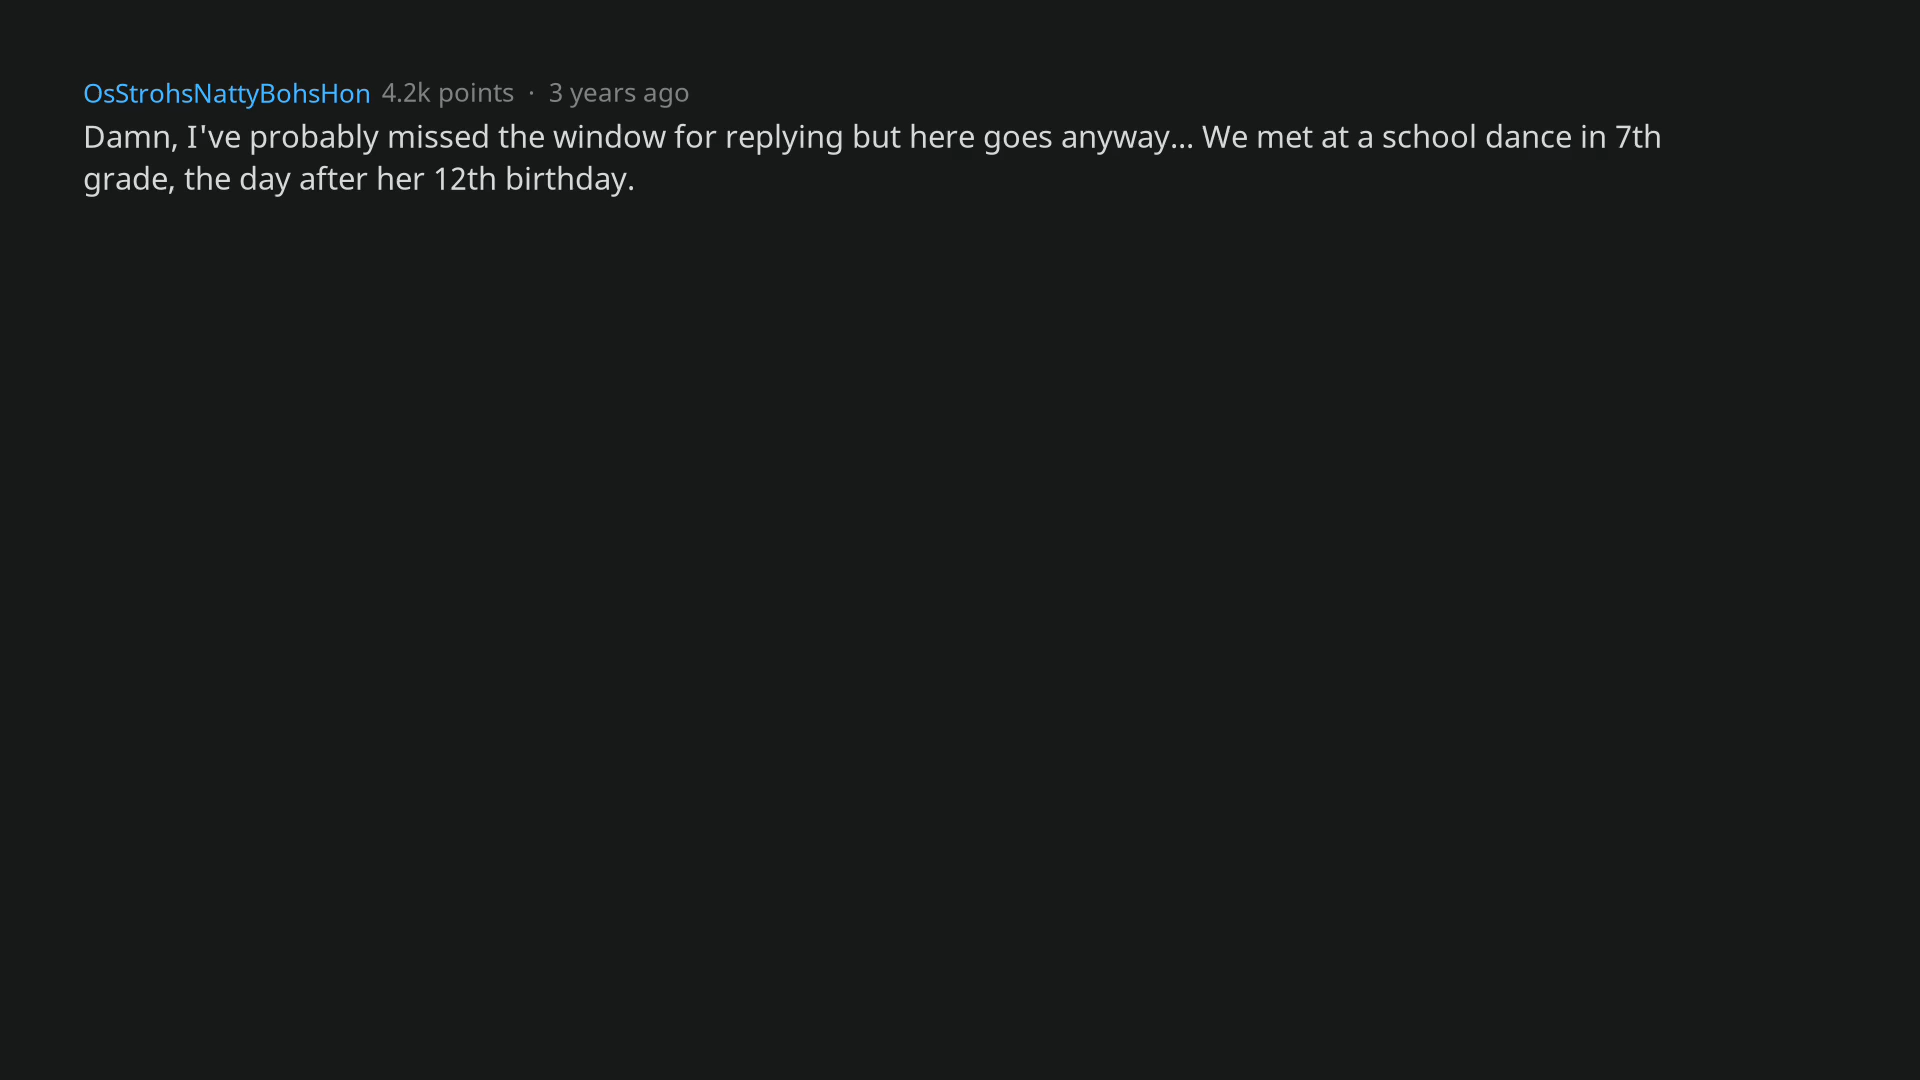 OsStrohsNattyBohsHon 4.2k points · 3 years ago
Damn, I've probably missed the window for replying but here goes anyway... We met at a school dance in 7th
grade, the day after her 12th birthday.